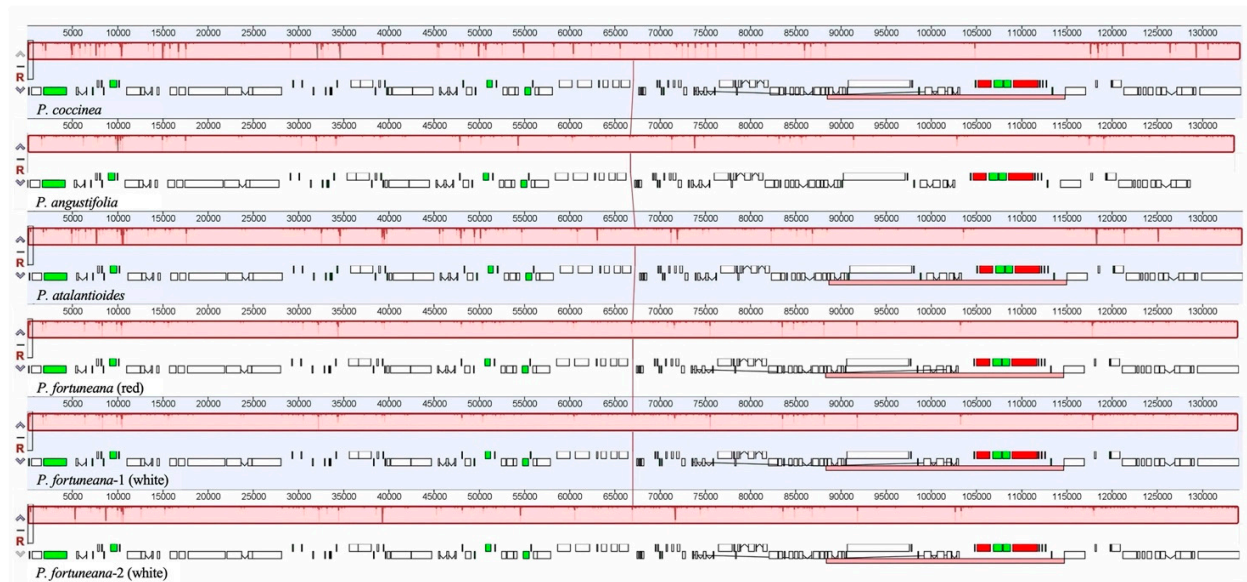 5000 10000 15000 20000 25000 30000 35000 40000 45000 50000 55000 60000 65000 70000 75000 80000 85000 90000 95000 100000 105000 110000 115000 120000 125000 130000
R
P. coccinea
5000 10000 15000 20000 25000 30000 35000 40000 45000 50000 55000 60000 65000 70000 75000 80000 85000 90000 95000 100000 105000 110000 115000 120000 125000 130000
R
P. angustifolia
5000 10000 15000 20000 25000 30000 35000 40000 45000 50000 55000 60000 65000 70000 75000 80000 85000 90000 95000 100000 105000 110000 115000 120000 125000 130000
R
P. atalantioides
5000 10000 15000 20000 25000 30000 35000 40000 45000 50000 55000 60000 65000 70000 75000 80000 85000 90000 95000 100000 105000 110000 115000 120000 125000 130000
R
P. fortuneana (red)
5000 10000 15000 20000 25000 30000 35000 40000 45000 50000 55000 60000 65000 70000 75000 80000 85000 90000 95000 100000 105000 110000 115000 120000 125000 130000
R
P. fortuneana-1 (white)
5000 10000 15000 20000 25000 30000 35000 40000 45000 50000 55000 60000 65000 70000 75000 80000 85000 90000 95000 100000 105000 110000 115000 120000 125000 130000
R
P. fortuneana-2 (white)